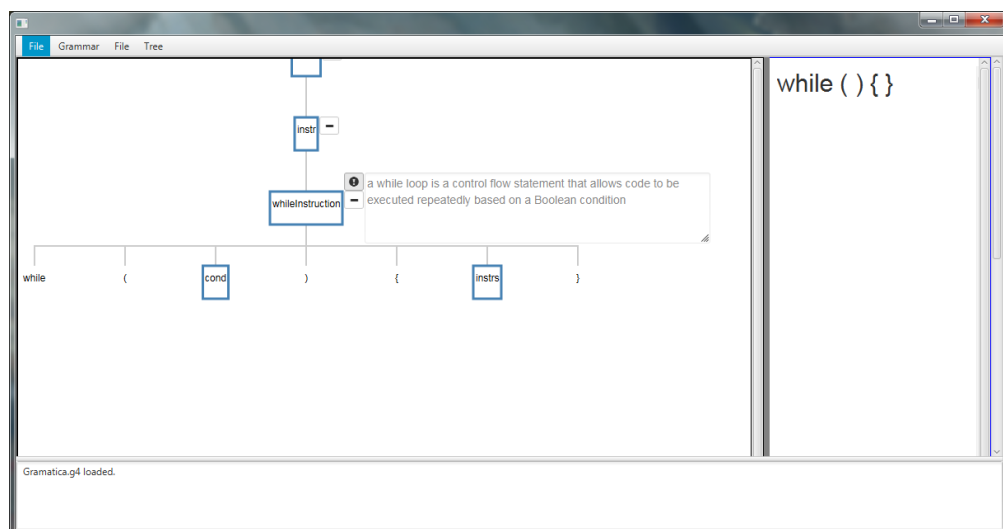 File Grammar File Tree
while ( ) { }
instr
a while loop is a control flow statement that allows code to be
executed repeatedly based on a Boolean condition
whileInstruction
while ( cond ) { instrs }
Gramatica.g4 loaded.